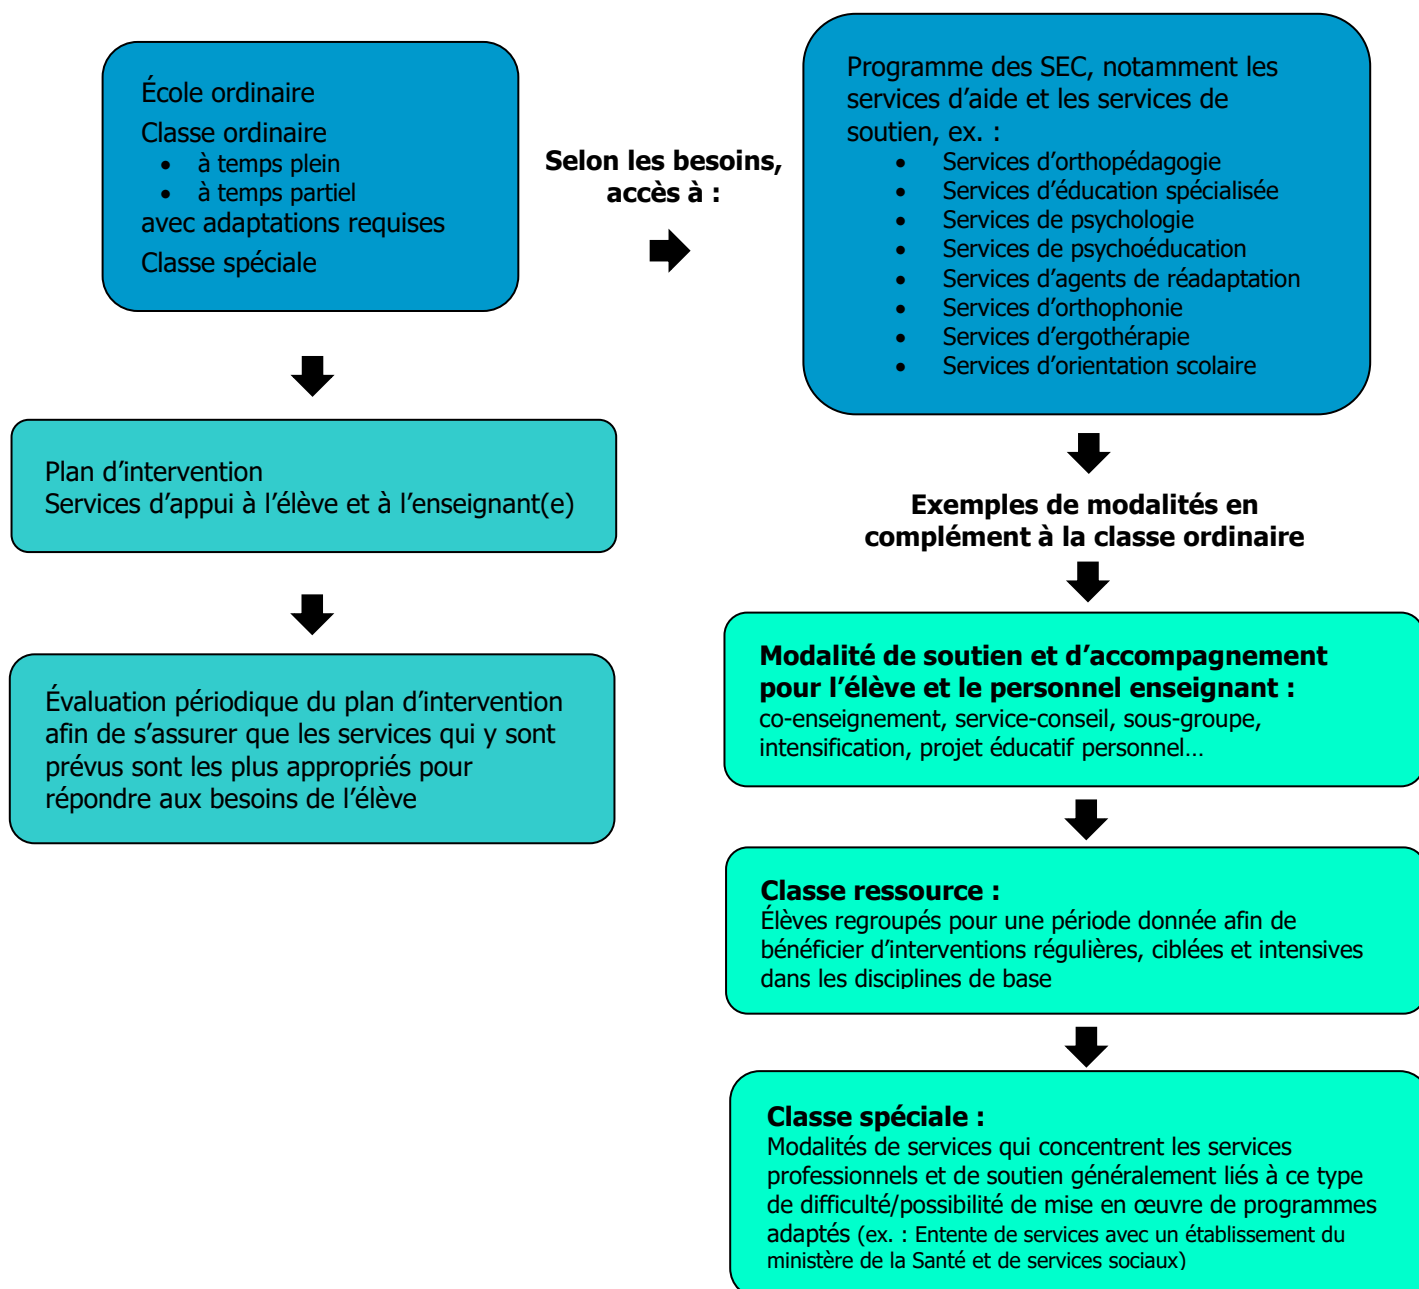 École ordinaire
Classe ordinaire
• à temps plein
• à temps partiel
avec adaptations requises
Classe spéciale
Selon les besoins,
accès à :
Programme des SEC, notamment les
services d’aide et les services de
soutien, ex. :
• Services d’orthopédagogie
• Services d’éducation spécialisée
• Services de psychologie
• Services de psychoéducation
• Services d’agents de réadaptation
• Services d’orthophonie
• Services d’ergothérapie
• Services d’orientation scolaire
Plan d’intervention
Services d’appui à l’élève et à l’enseignant(e)
Évaluation périodique du plan d’intervention
afin de s’assurer que les services qui y sont
prévus sont les plus appropriés pour
répondre aux besoins de l’élève
Exemples de modalités en
complément à la classe ordinaire
Modalité de soutien et d’accompagnement
pour l’élève et le personnel enseignant :
co-enseignement, service-conseil, sous-groupe,
intensification, projet éducatif personnel…
Classe ressource :
Élèves regroupés pour une période donnée afin de
bénéficier d’interventions régulières, ciblées et intensives
dans les disciplines de base
Classe spéciale :
Modalités de services qui concentrent les services
professionnels et de soutien généralement liés à ce type
de difficulté/possibilité de mise en œuvre de programmes
adaptés (ex. : Entente de services avec un établissement du
ministère de la Santé et de services sociaux)